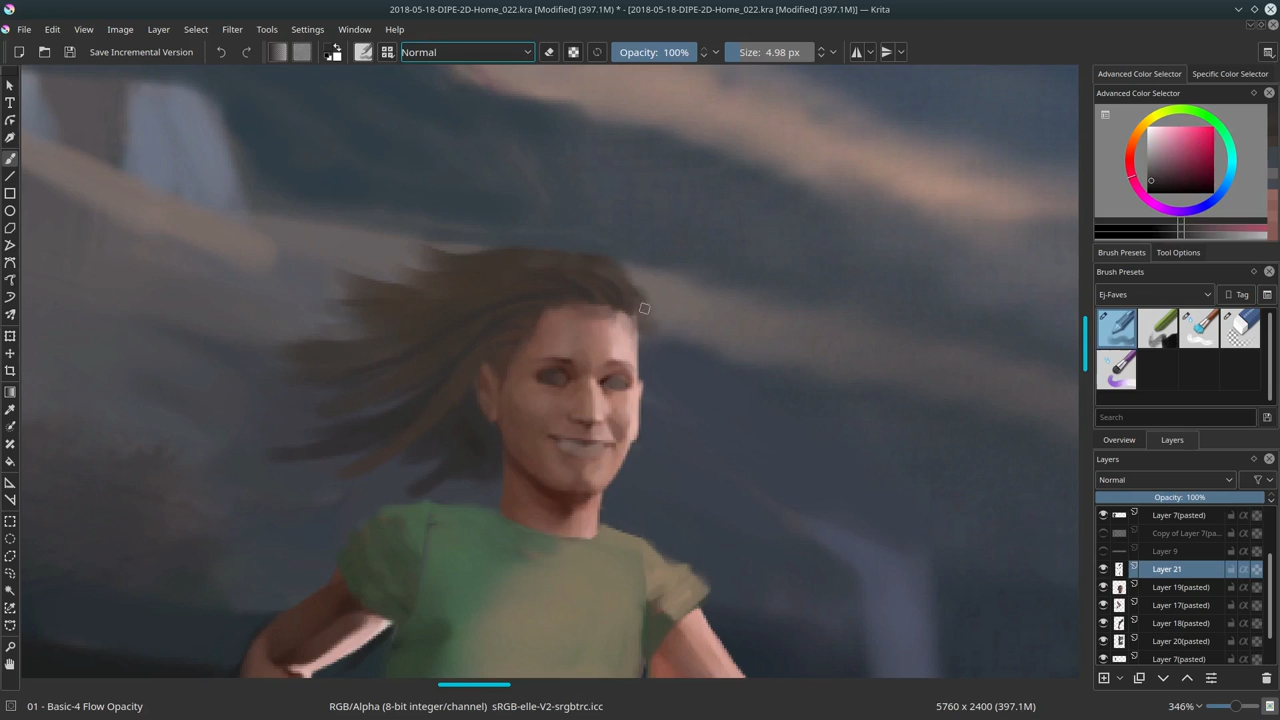 2018-05-18-DIPE-2D-Home_022.kra [Modified] (397.1M) * - [2018-05-18-DIPE-2D-Home_022.kra [Modified] (397.1M)] — Krita
File Edit View Image Layer Select Filter Tools Settings Window Help
Save Incremental Version Normal Opacity: 100% Size: 4.98 px
Advanced Color Selector Specific Color Selector
Advanced Color Selector
Brush Presets Tool Options
Brush Presets
Ej-Faves Tag
Search
Overview Layers
Layers
Normal
Opacity: 100%
Layer 7(pasted)
Copy of Layer 7(pa...
Layer 9
Layer 21
Layer 19(pasted)
Layer 17(pasted)
Layer 18(pasted)
Layer 20(pasted)
Layer 7(pasted)
01 - Basic-4 Flow Opacity RGB/Alpha (8-bit integer/channel) sRGB-elle-V2-srgbtrc.icc 5760 x 2400 (397.1M) 346%